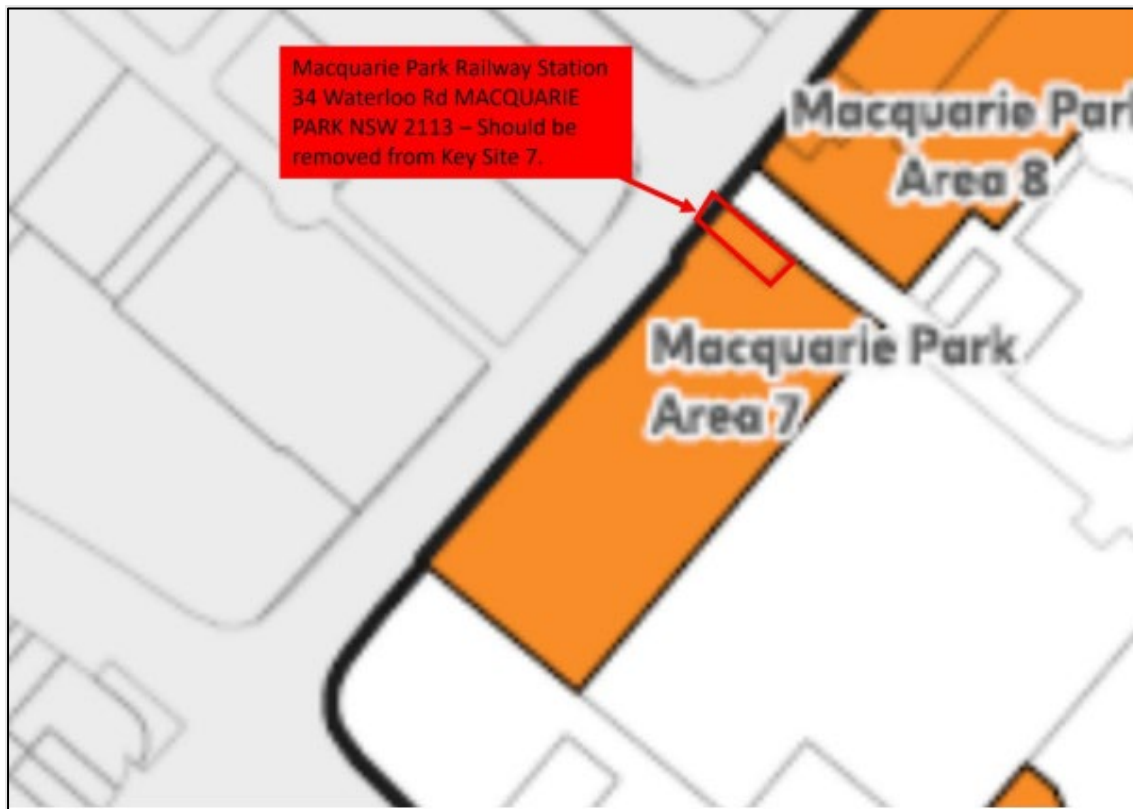 Macquarie Park Railway Station
34 Waterloo Rd MACQUARIE
PARK NSW 2113 – Should be
removed from Key Site 7.
Macquarie Park
Area 8
Macquarie Park
Area 7